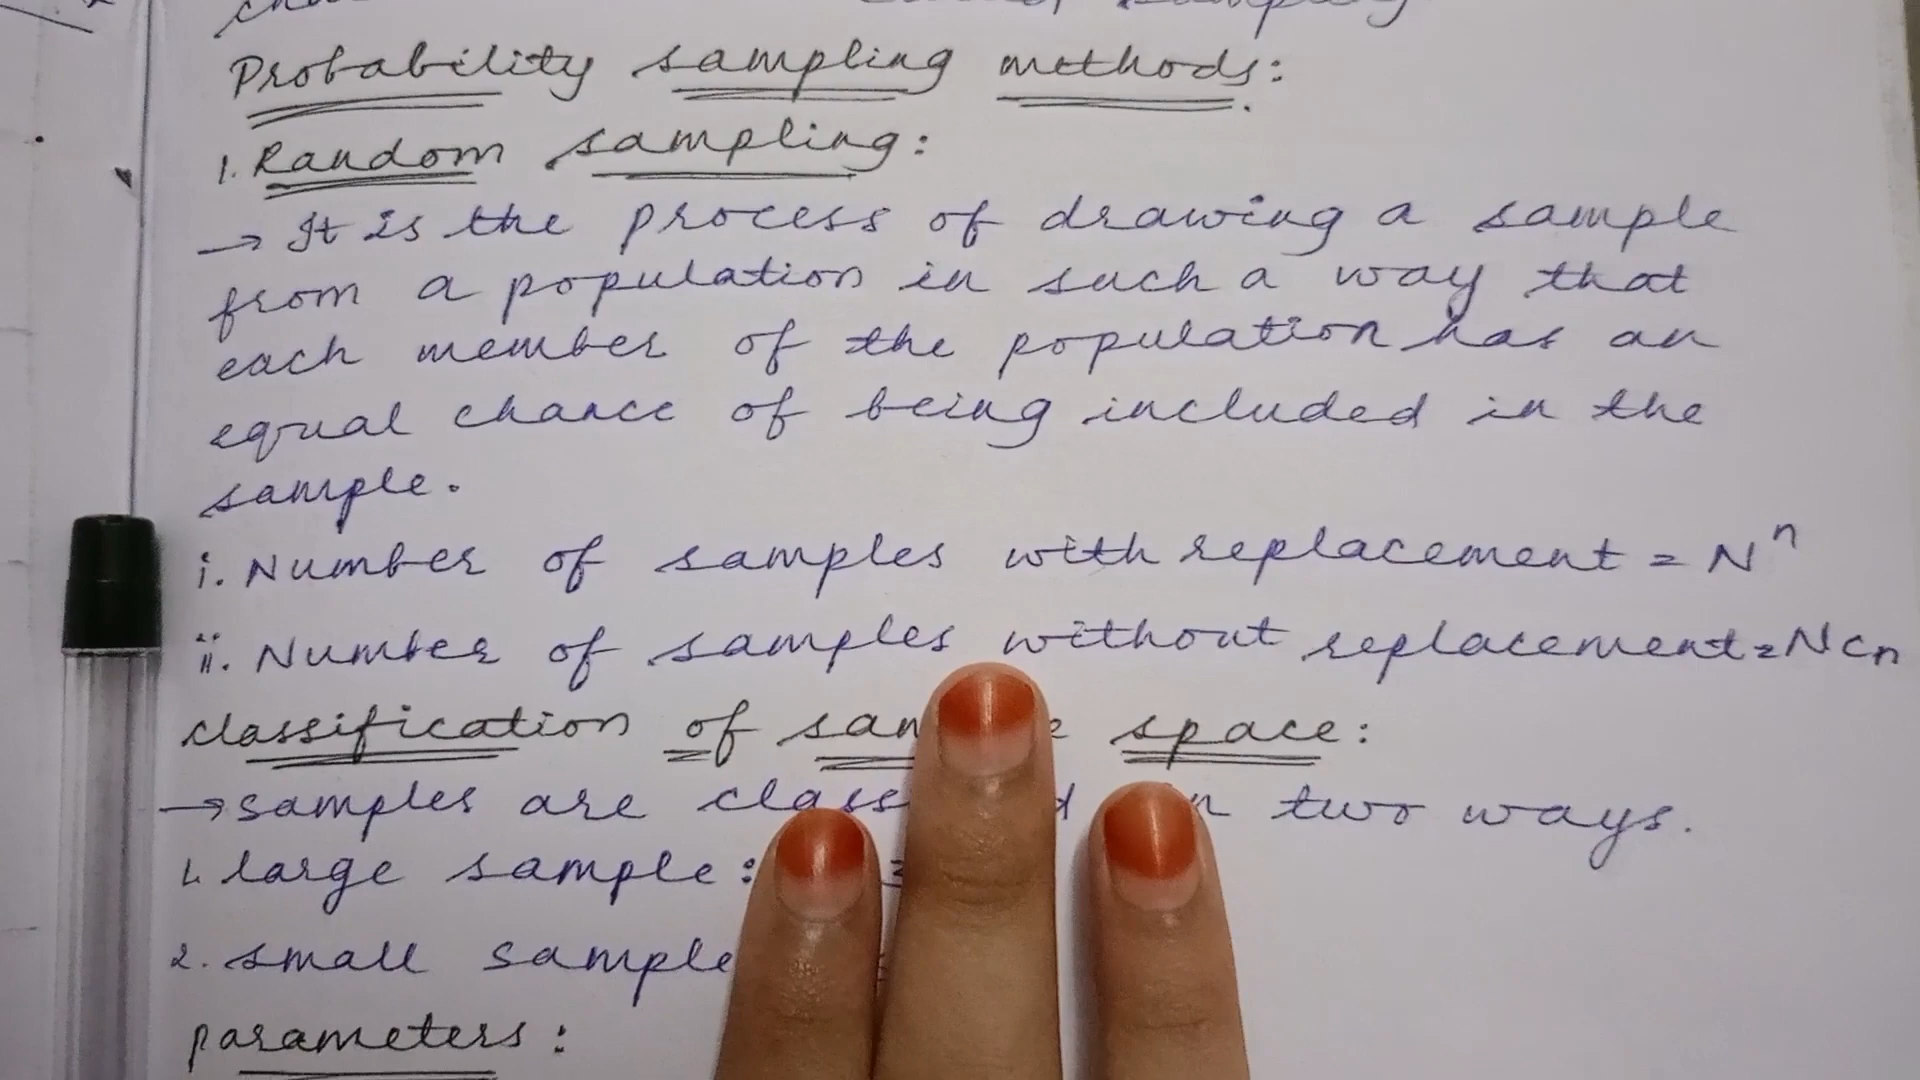 Probability sampling methods:
1. Random sampling:
→ It is the process of drawing a sample
from a population in such a way that
each member of the population has an
equal chance of being included in the
sample.
i. Number of samples with replacement = Nⁿ
ii. Number of samples without replacement = Ncₙ
classification of space:
→ samples are in two ways.
1. large sample:
2. small sample
parameters: